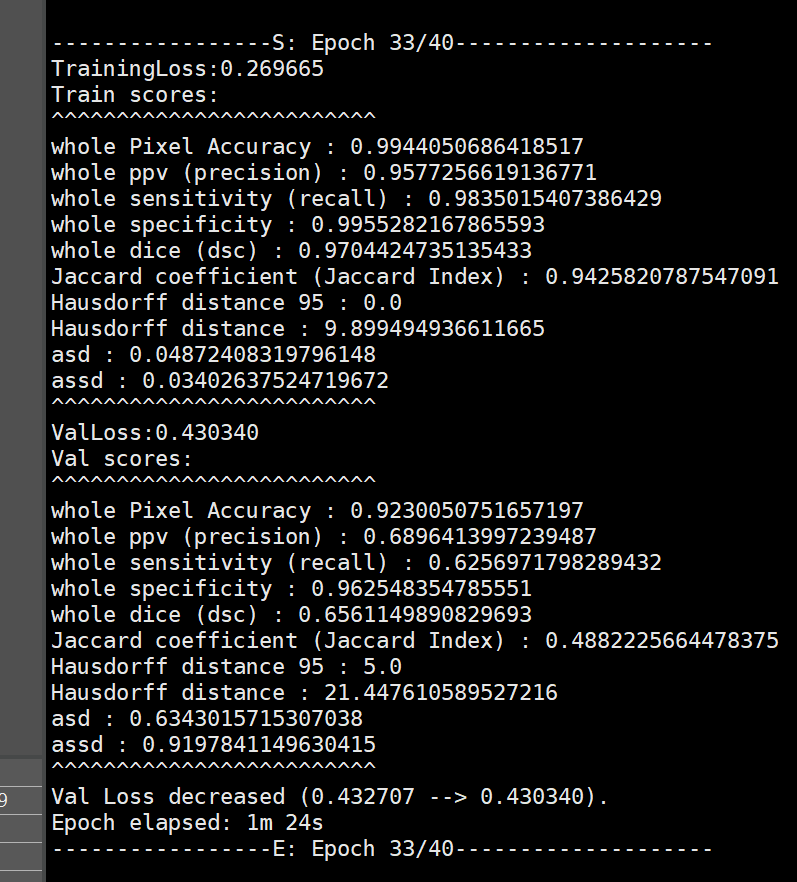 -----------------S: Epoch 33/40--------------------
TrainingLoss:0.269665
Train scores:
^^^^^^^^^^^^^^^^^^^^^^^^^
whole Pixel Accuracy : 0.9944050686418517
whole ppv (precision) : 0.9577256619136771
whole sensitivity (recall) : 0.9835015407386429
whole specificity : 0.9955282167865593
whole dice (dsc) : 0.9704424735135433
Jaccard coefficient (Jaccard Index) : 0.9425820787547091
Hausdorff distance 95 : 0.0
Hausdorff distance : 9.899494936611665
asd : 0.04872408319796148
assd : 0.03402637524719672
^^^^^^^^^^^^^^^^^^^^^^^^^
ValLoss:0.430340
Val scores:
^^^^^^^^^^^^^^^^^^^^^^^^^
whole Pixel Accuracy : 0.9230050751657197
whole ppv (precision) : 0.6896413997239487
whole sensitivity (recall) : 0.6256971798289432
whole specificity : 0.962548354785551
whole dice (dsc) : 0.6561149890829693
Jaccard coefficient (Jaccard Index) : 0.4882225664478375
Hausdorff distance 95 : 5.0
Hausdorff distance : 21.447610589527216
asd : 0.6343015715307038
assd : 0.9197841149630415
^^^^^^^^^^^^^^^^^^^^^^^^^
9
Val Loss decreased (0.432707 --> 0.430340).
Epoch elapsed: 1m 24s
-----------------E: Epoch 33/40--------------------